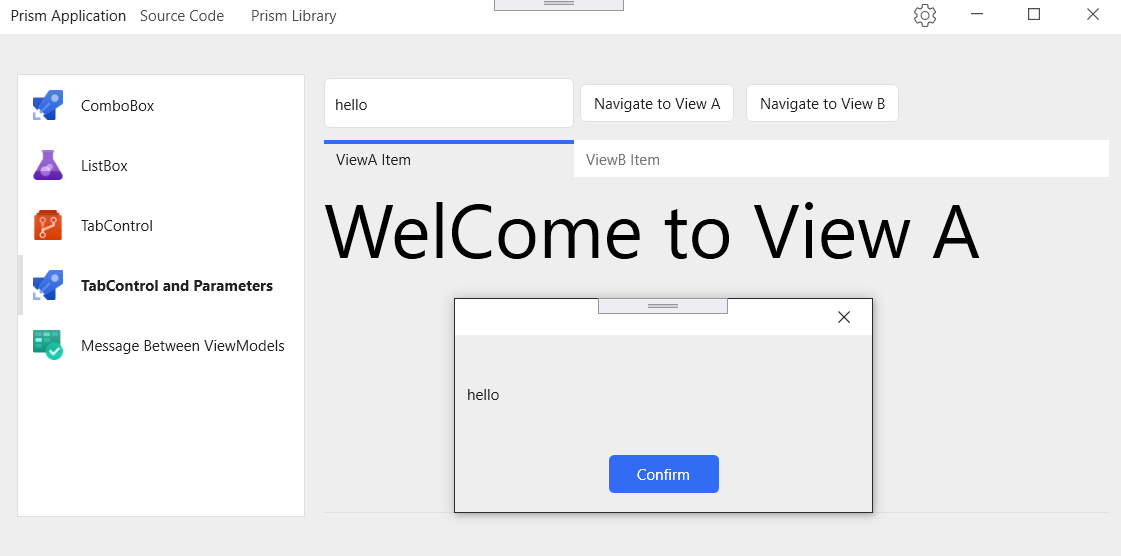 Prism Application Source Code Prism Library
ComboBox
ListBox
TabControl
TabControl and Parameters
Message Between ViewModels
hello Navigate to View A Navigate to View B
ViewA Item ViewB Item
WelCome to View A
hello
Confirm